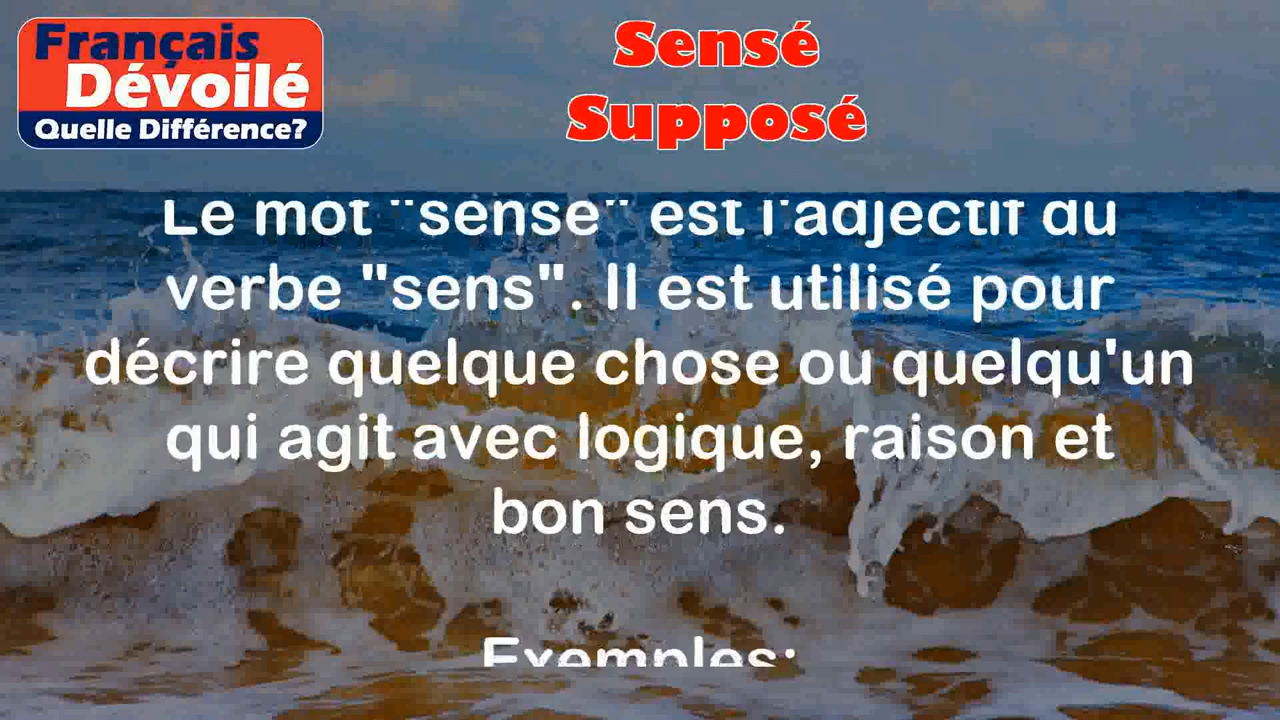 Français
Dévoilé
Quelle Différence?
Sensé
Supposé
Le mot "sensé" est l'adjectif du
verbe "sens". Il est utilisé pour
décrire quelque chose ou quelqu'un
qui agit avec logique, raison et
bon sens.
Exemples: